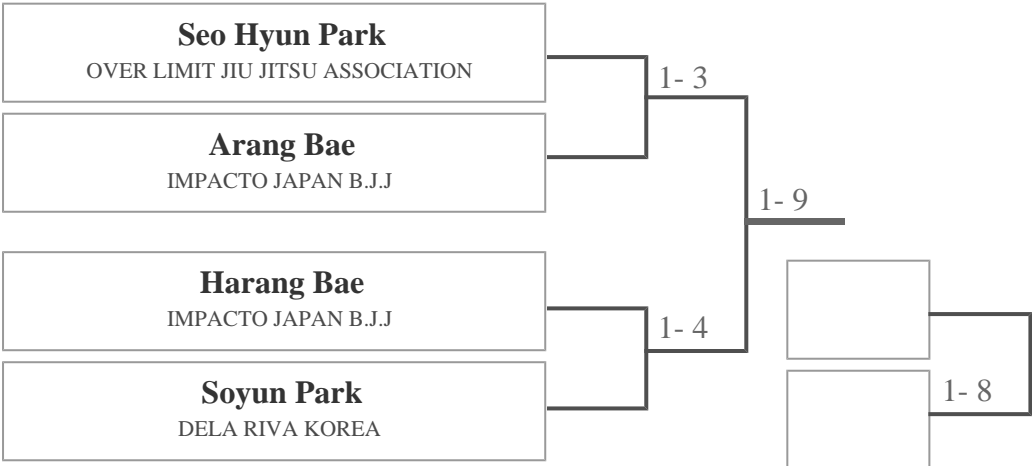 Seo Hyun Park
OVER LIMIT JIU JITSU ASSOCIATION
1- 3
Arang Bae
IMPACTO JAPAN B.J.J
1- 9
Harang Bae
IMPACTO JAPAN B.J.J
1- 4
Soyun Park
DELA RIVA KOREA
1- 8